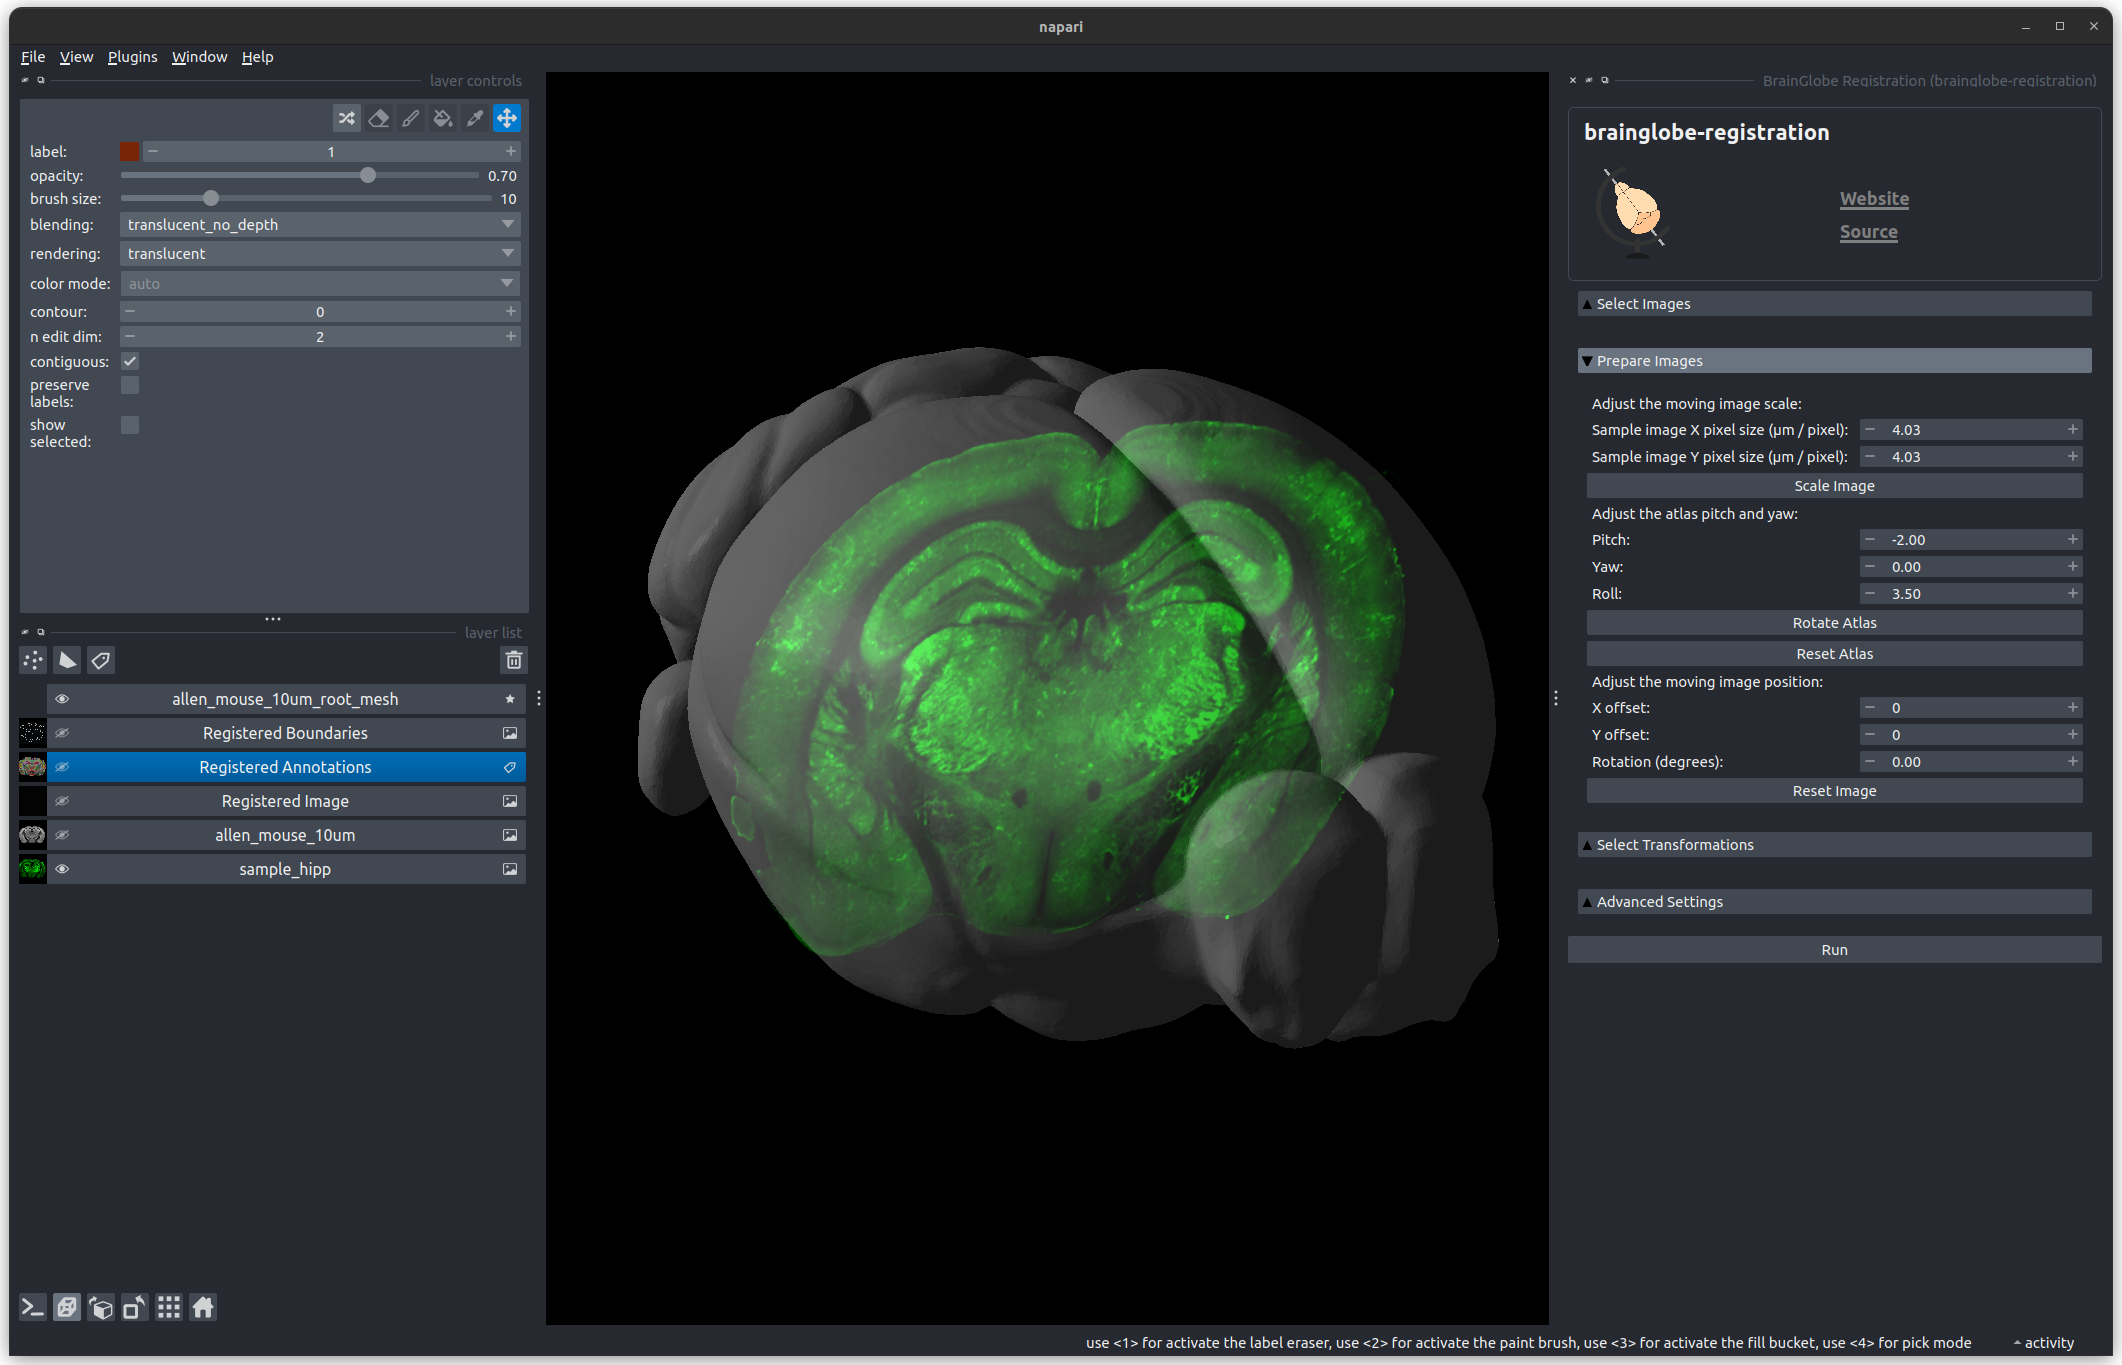 napari
File View Plugins Window Help
layer controls
label: 1
opacity: 0.70
brush size: 10
blending: translucent_no_depth
rendering: translucent
color mode: auto
contour: 0
n edit dim: 2
contiguous:
preserve
labels:
show
selected:
layer list
allen_mouse_10um_root_mesh
Registered Boundaries
Registered Annotations
Registered Image
allen_mouse_10um
sample_hipp
BrainGlobe Registration (brainglobe-registration)
brainglobe-registration
Website
Source
Select Images
Prepare Images
Adjust the moving image scale:
Sample image X pixel size (µm / pixel): 4.03
Sample image Y pixel size (µm / pixel): 4.03
Scale Image
Adjust the atlas pitch and yaw:
Pitch: -2.00
Yaw: 0.00
Roll: 3.50
Rotate Atlas
Reset Atlas
Adjust the moving image position:
X offset: 0
Y offset: 0
Rotation (degrees): 0.00
Reset Image
Select Transformations
Advanced Settings
Run
use <1> for activate the label eraser, use <2> for activate the paint brush, use <3> for activate the fill bucket, use <4> for pick mode
activity